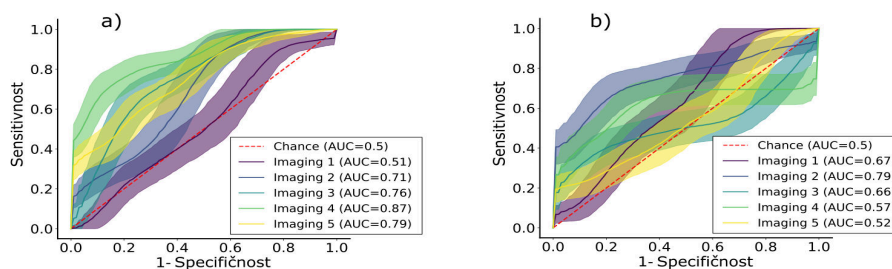 a)
Sensitivnost
1.0
0.8
0.6
0.4
0.2
0.0
Chance (AUC=0.5)
Imaging 1 (AUC=0.51)
Imaging 2 (AUC=0.71)
Imaging 3 (AUC=0.76)
Imaging 4 (AUC=0.87)
Imaging 5 (AUC=0.79)
0.0 0.2 0.4 0.6 0.8 1.0
1- Specifičnost
b)
Sensitivnost
1.0
0.8
0.6
0.4
0.2
0.0
Chance (AUC=0.5)
Imaging 1 (AUC=0.67
Imaging 2 (AUC=0.79
Imaging 3 (AUC=0.66
Imaging 4 (AUC=0.57
Imaging 5 (AUC=0.52
0.0 0.2 0.4 0.6 0.8 1.0
1- Specifičnost